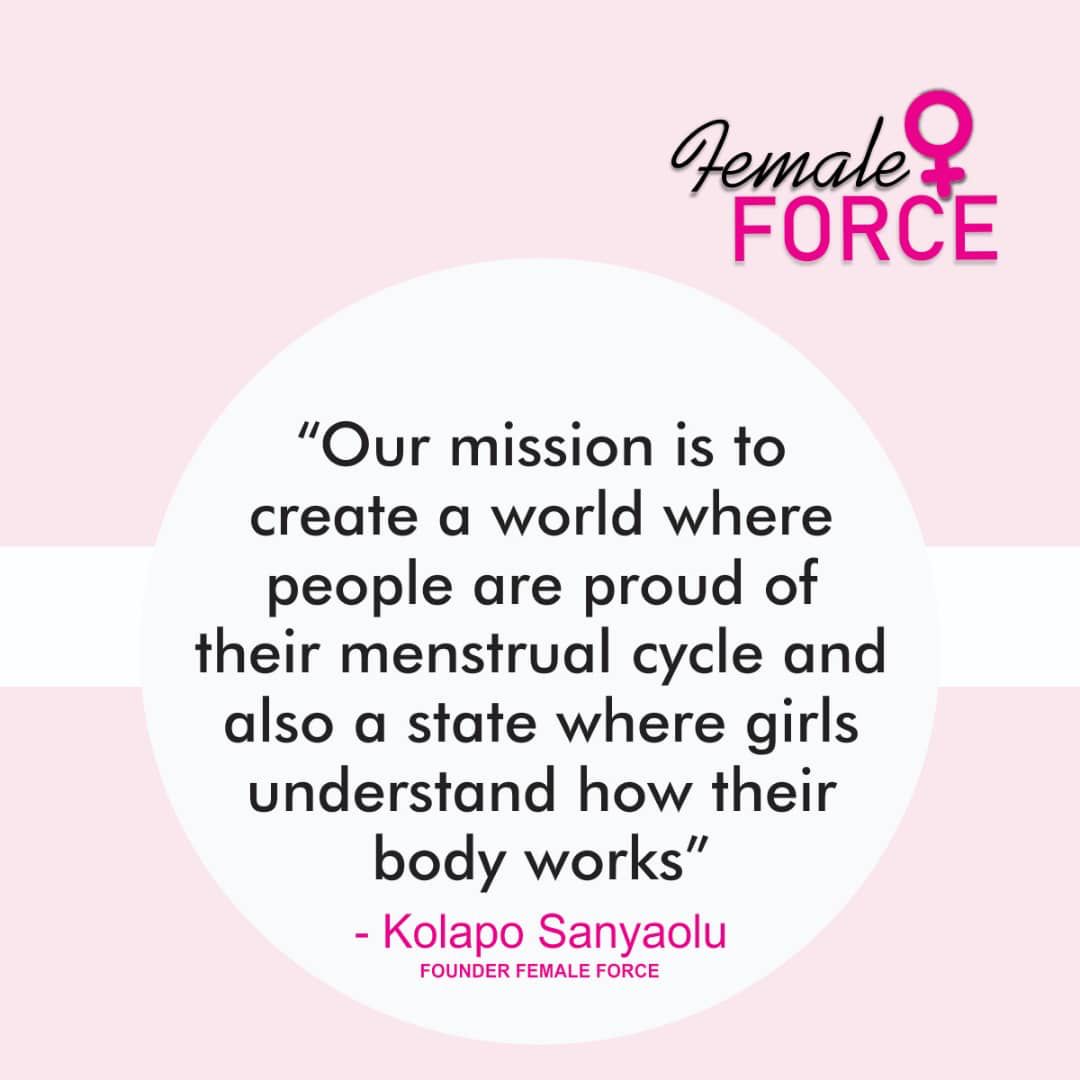 Female
FORCE
“Our mission is to
create a world where
people are proud of
their menstrual cycle and
also a state where girls
understand how their
body works”
- Kolapo Sanyaolu
FOUNDER FEMALE FORCE